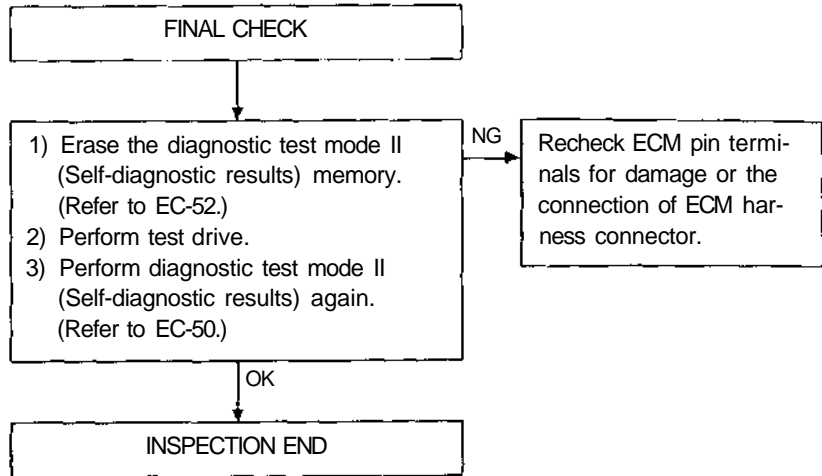 FINAL CHECK
1) Erase the diagnostic test mode II
(Self-diagnostic results) memory.
(Refer to EC-52.)
2) Perform test drive.
3) Perform diagnostic test mode II
(Self-diagnostic results) again.
(Refer to EC-50.)
NG
Recheck ECM pin termi-
nals for damage or the
connection of ECM har-
ness connector.
OK
INSPECTION END